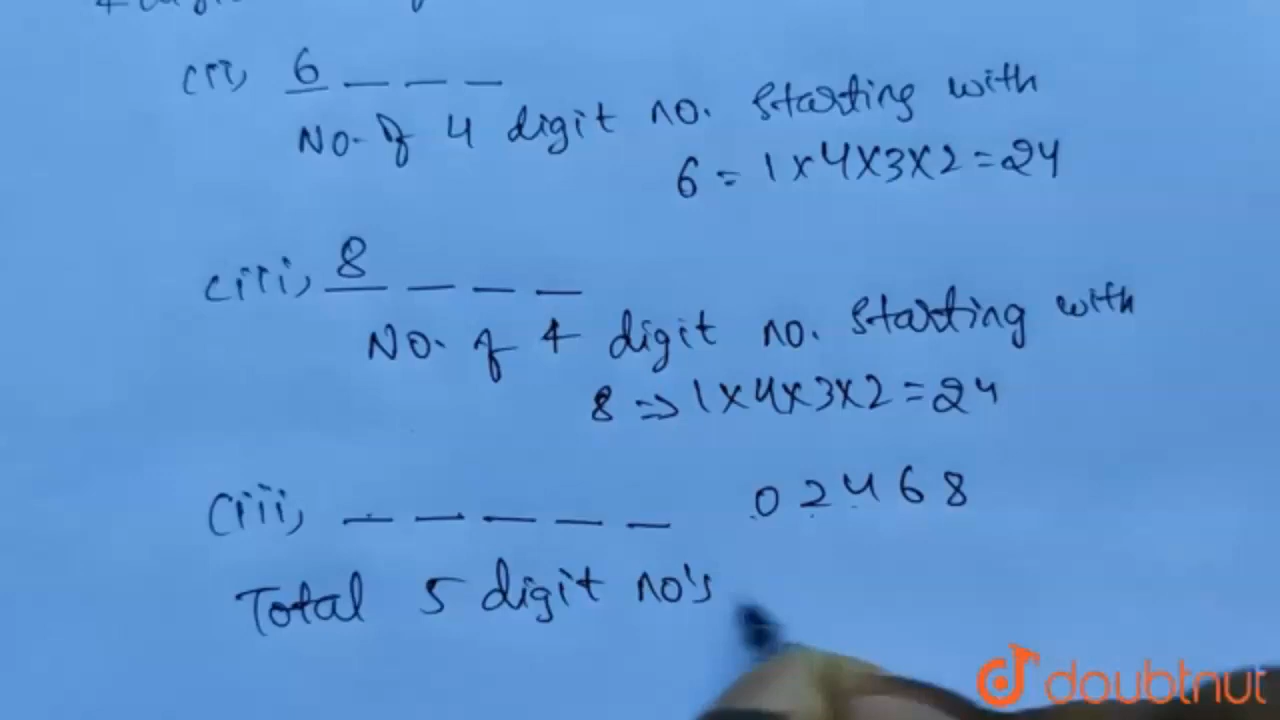 (ii) 6 _ _ _
No. of 4 digit no. starting with
6 = 1×4×3×2=24
(iii) 8 _ _ _
No. of 4 digit no. starting with
8 => 1×4×3×2=24
(iii) _ _ _ _ _ 0 2 4 6 8
Total 5 digit no's
doubtnut